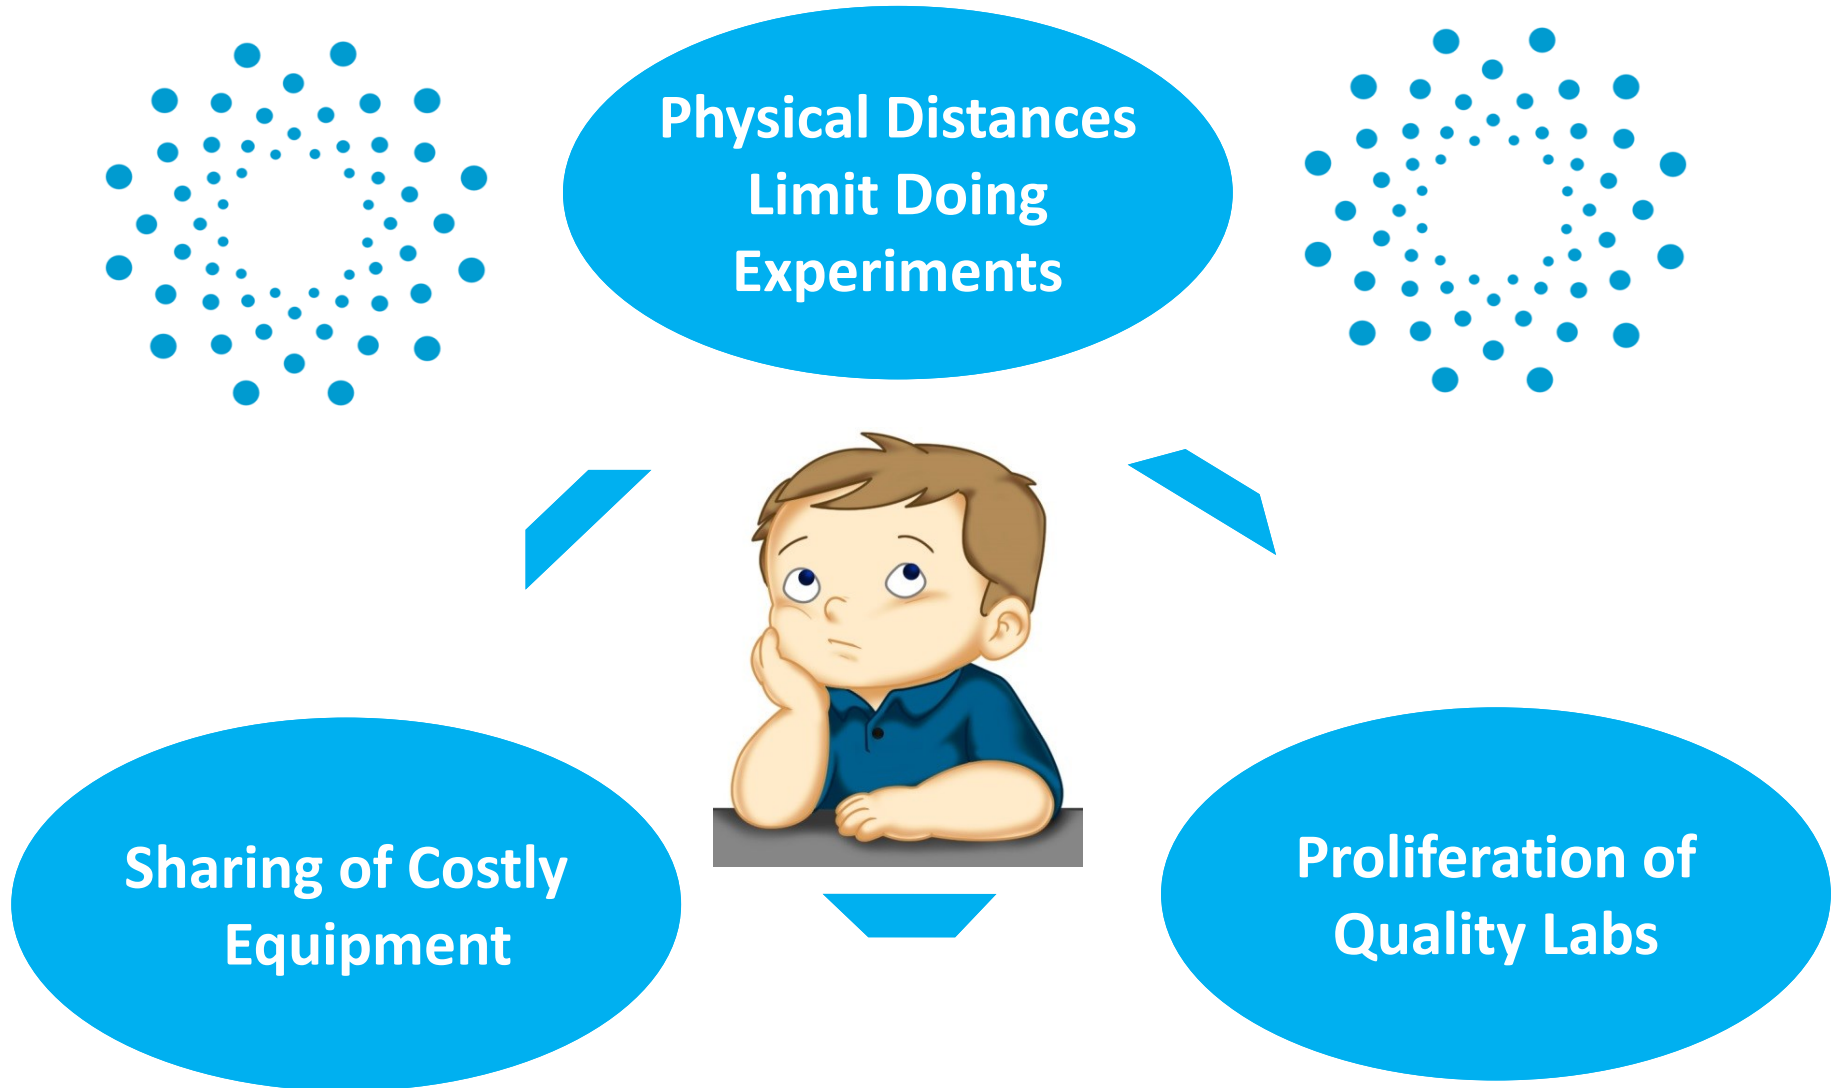 Physical Distances
Limit Doing
Experiments
Sharing of Costly
Equipment
Proliferation of
Quality Labs